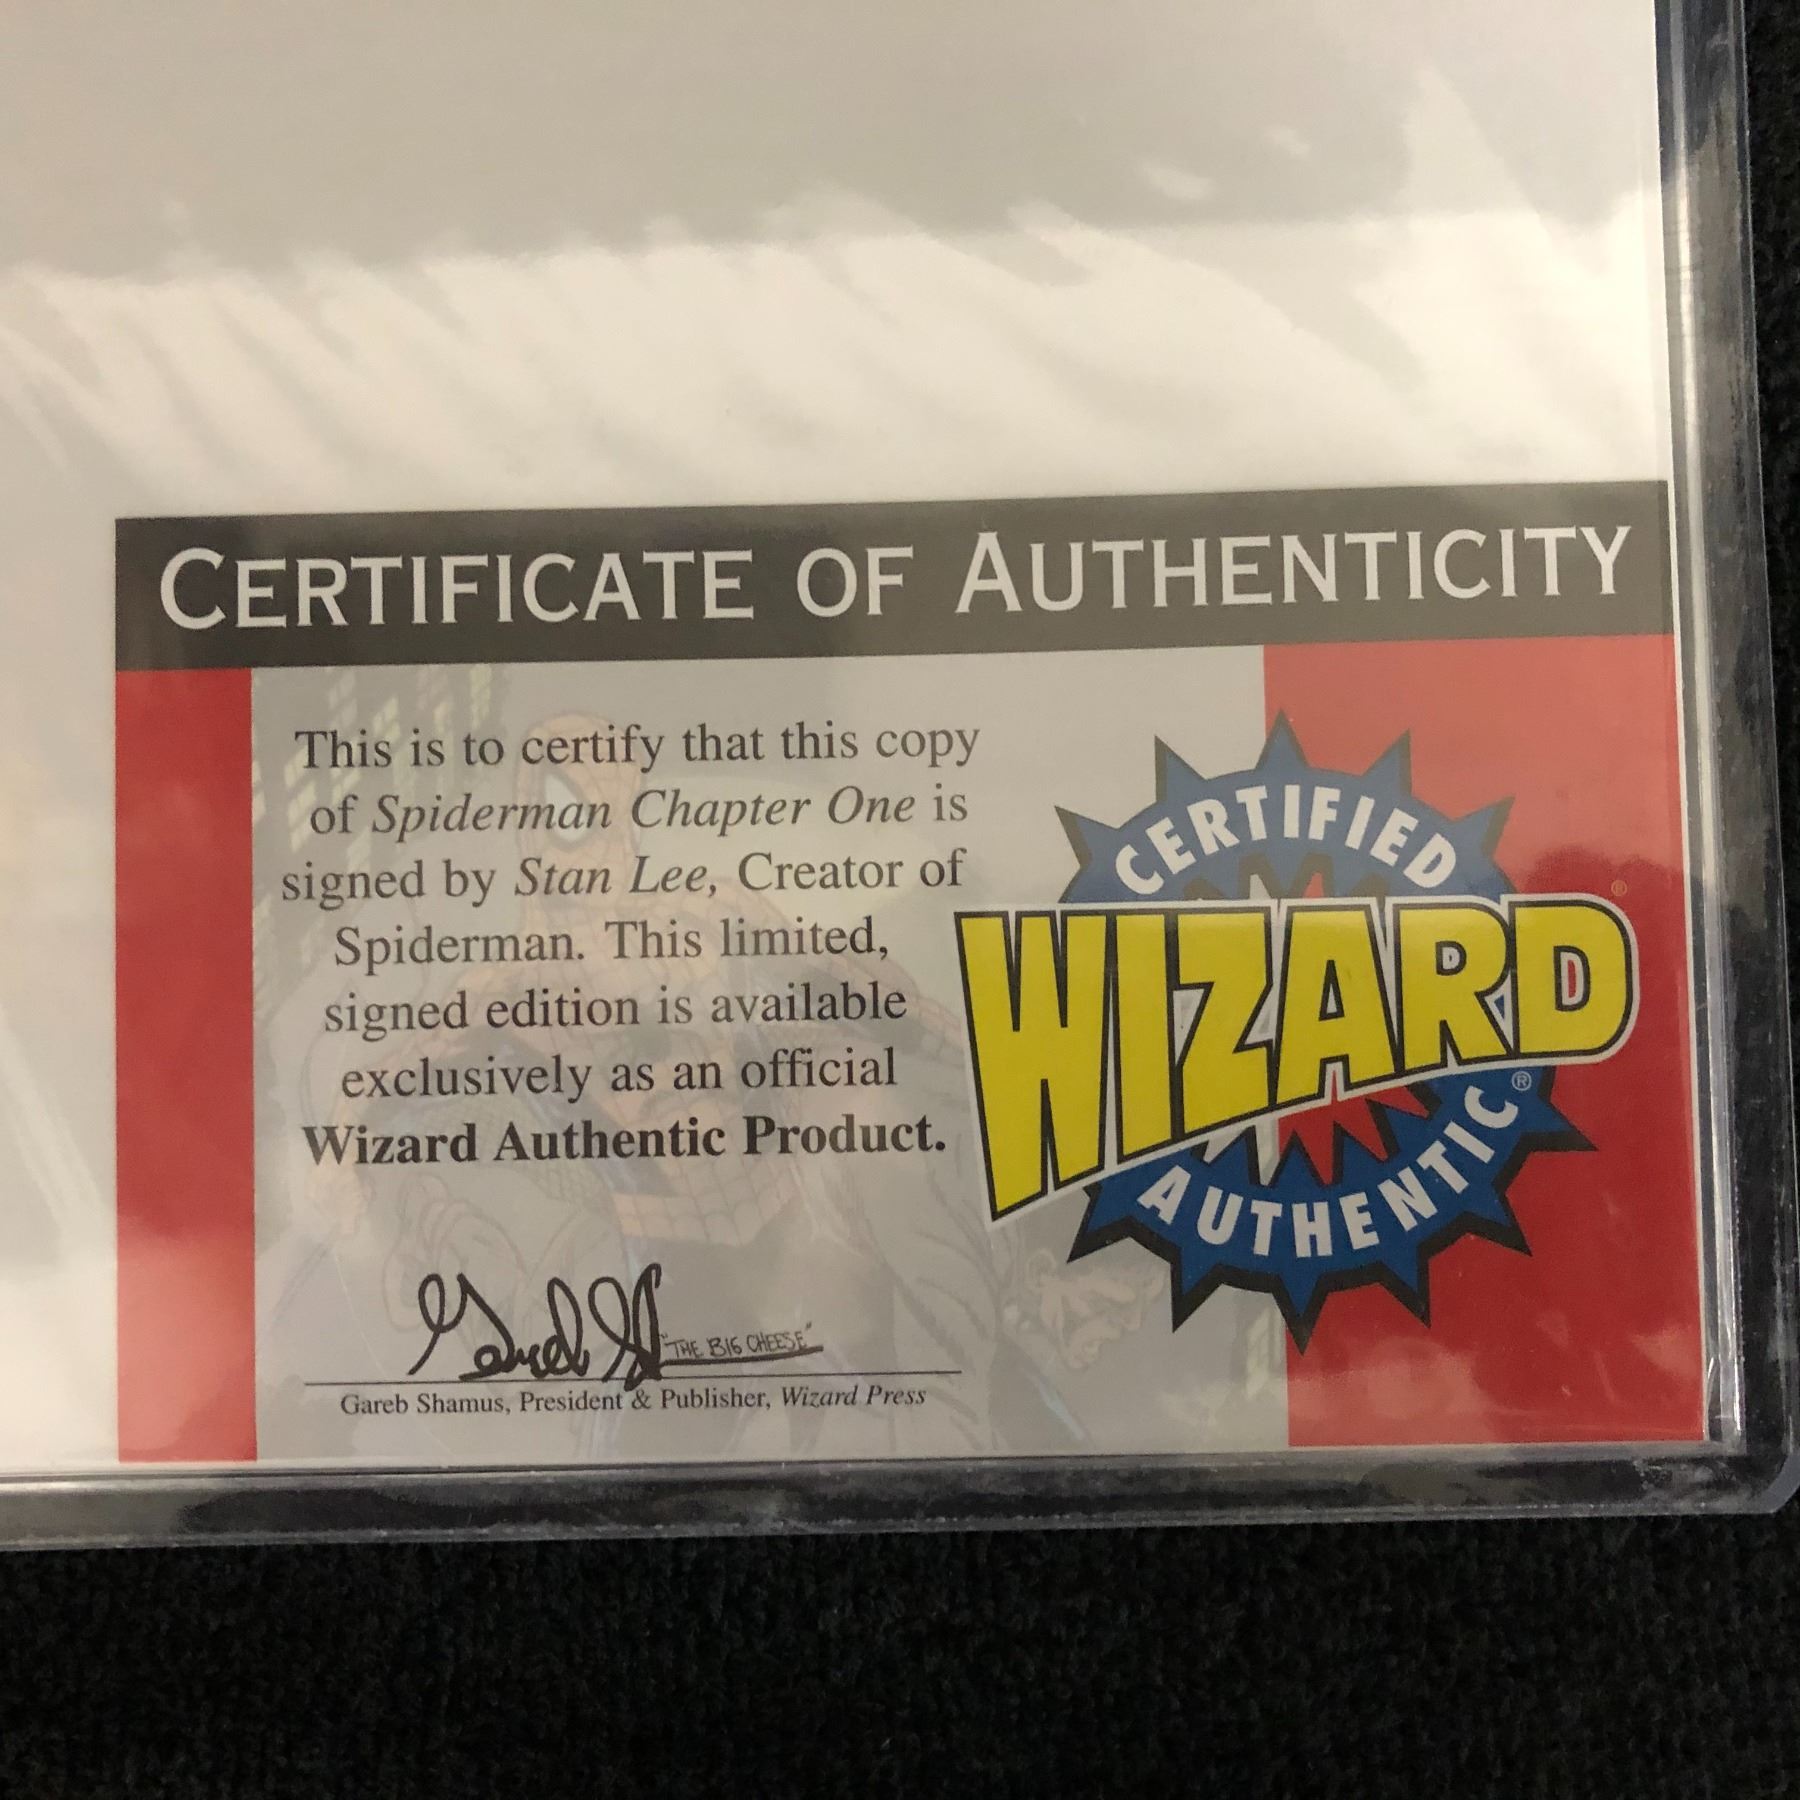 CERTIFICATE OF AUTHENTICITY
This is to certify that this copy
of Spiderman Chapter One is
signed by Stan Lee, Creator of
Spiderman. This limited,
signed edition is available
exclusively as an official
Wizard Authentic Product.
CERTIFIED
WIZARD®
AUTHENTIC®
Gareb S "THE BIG CHEESE"
Gareb Shamus, President & Publisher, Wizard Press